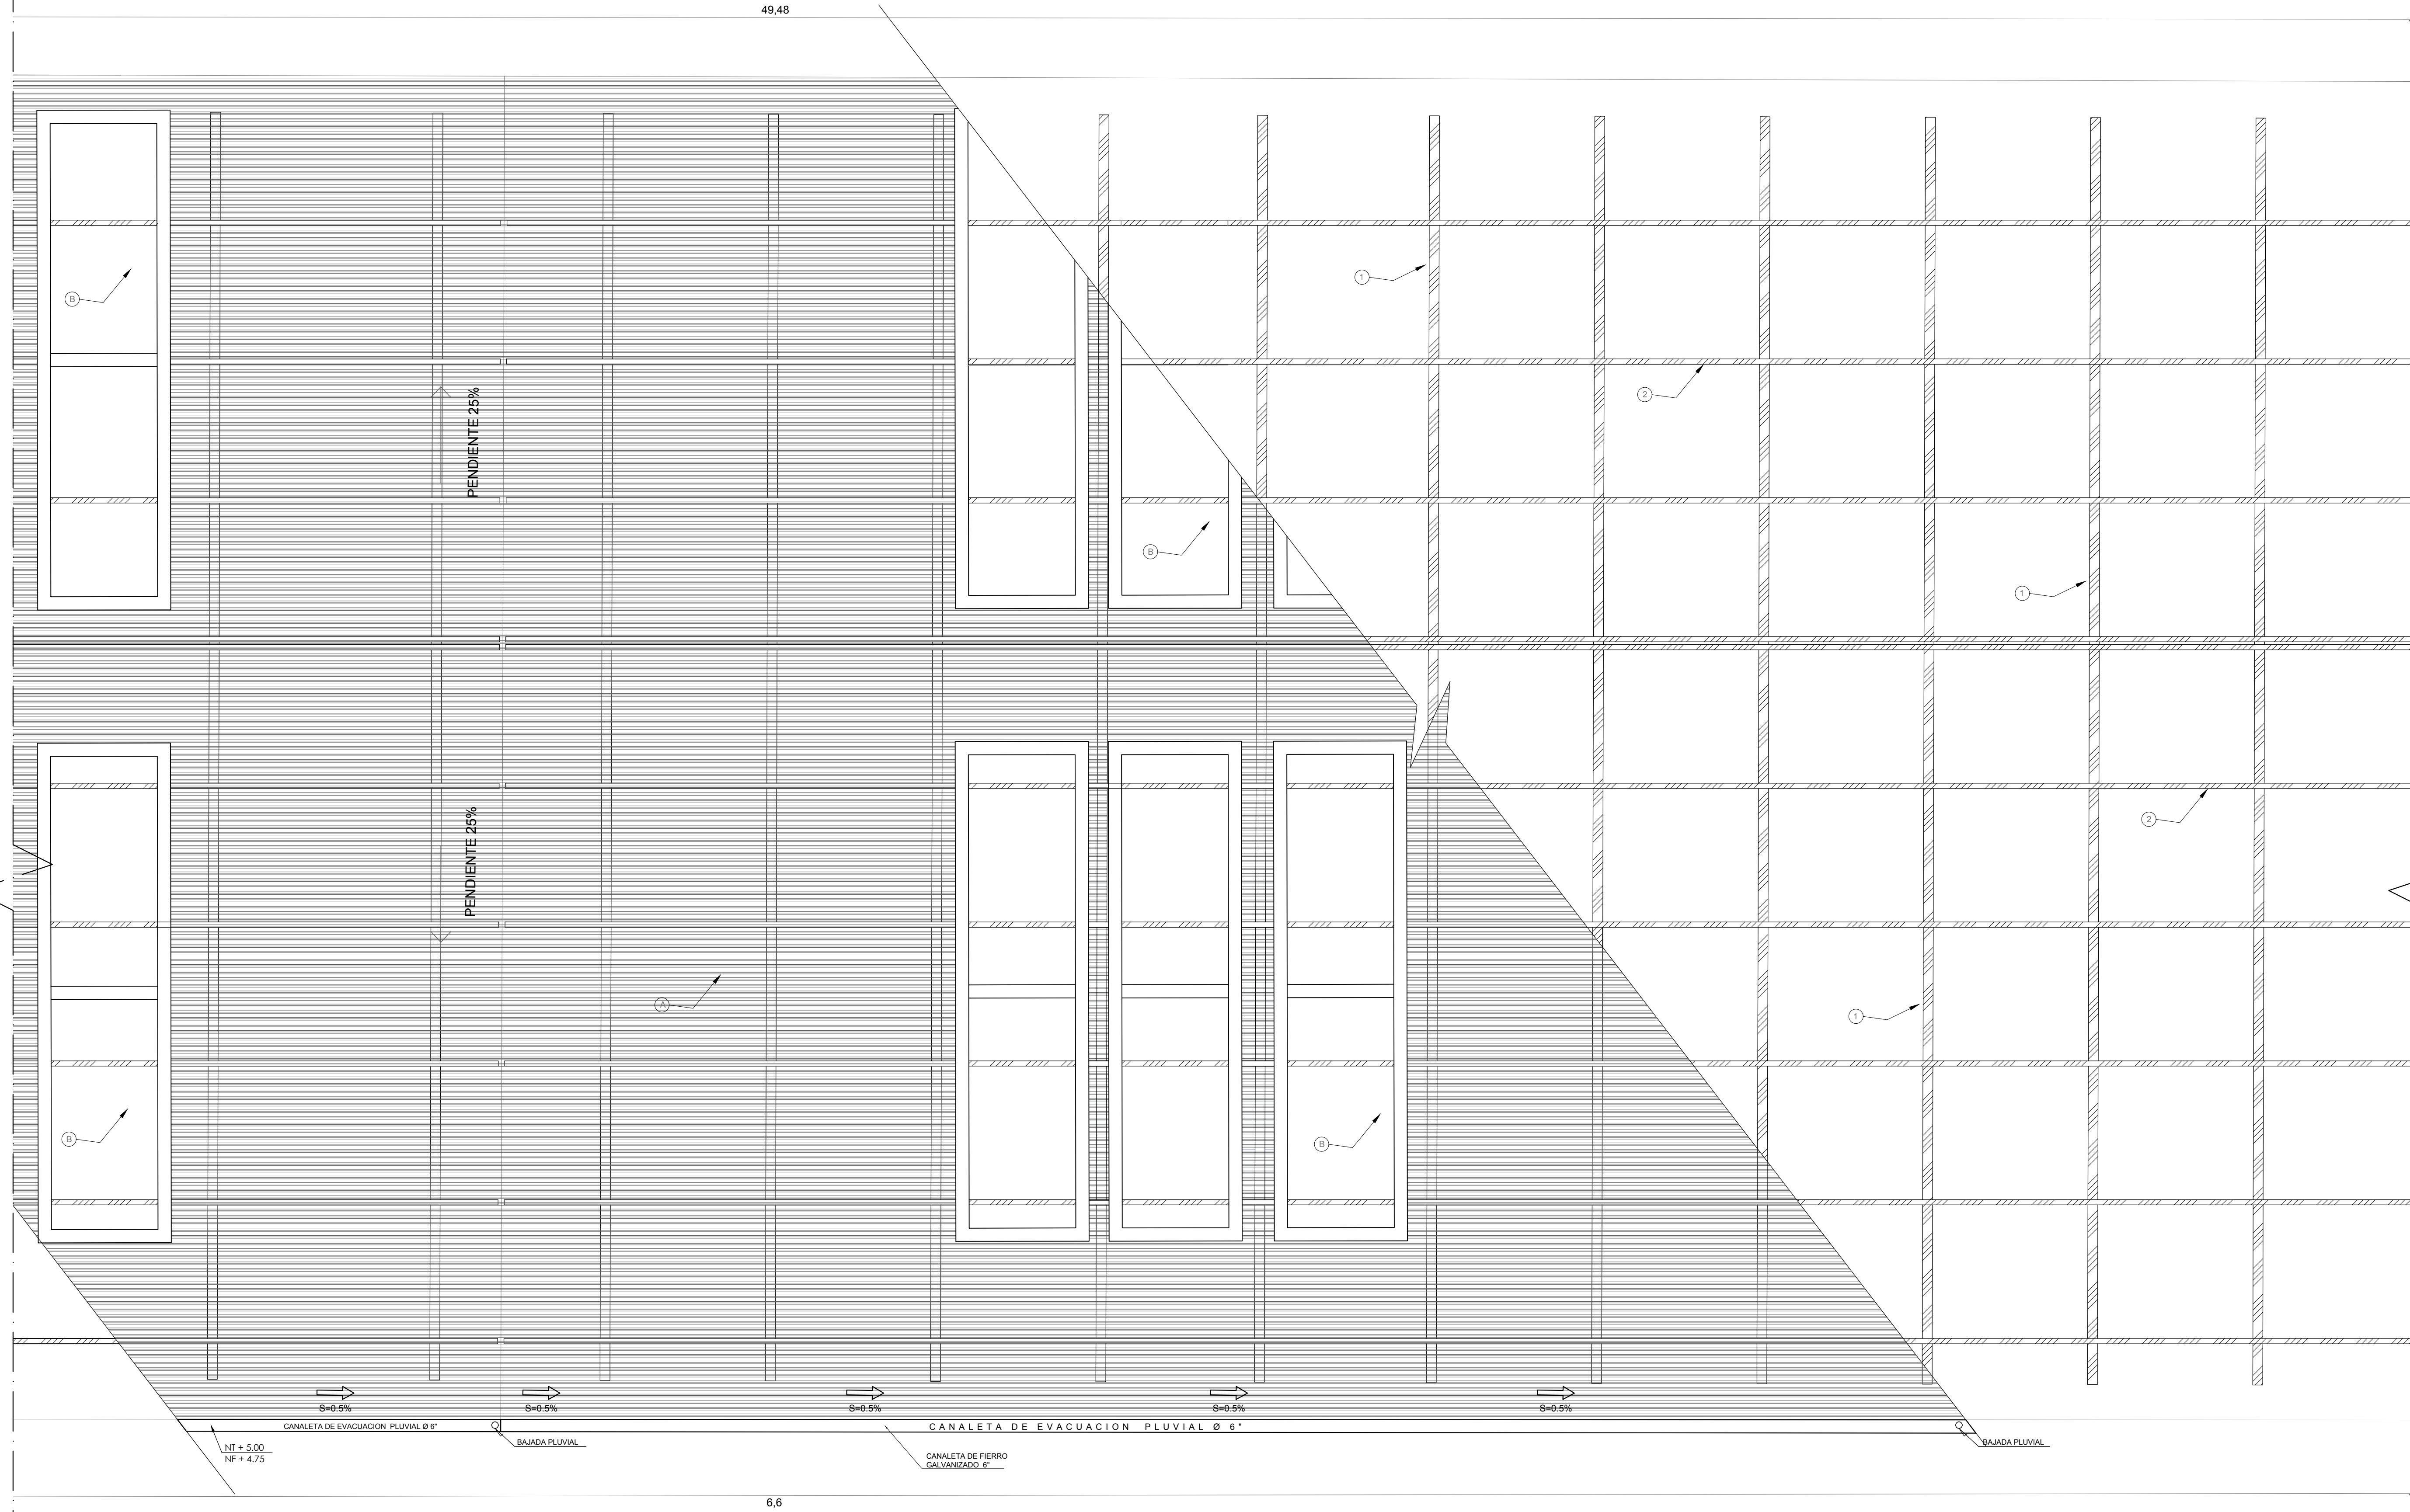 49,48
1
B
2
PENDIENTE 25%
B
1
PENDIENTE 25%
2
A
1
B
B
S=0.5%
S=0.5%
S=0.5%
S=0.5%
S=0.5%
CANALETA DE EVACUACION PLUVIAL Ø 6"
CANALETA DE EVACUACION PLUVIAL Ø 6"
BAJADA PLUVIAL
BAJADA PLUVIAL
NT + 5.00
NF + 4.75
CANALETA DE FIERRO
GALVANIZADO 6"
6,6